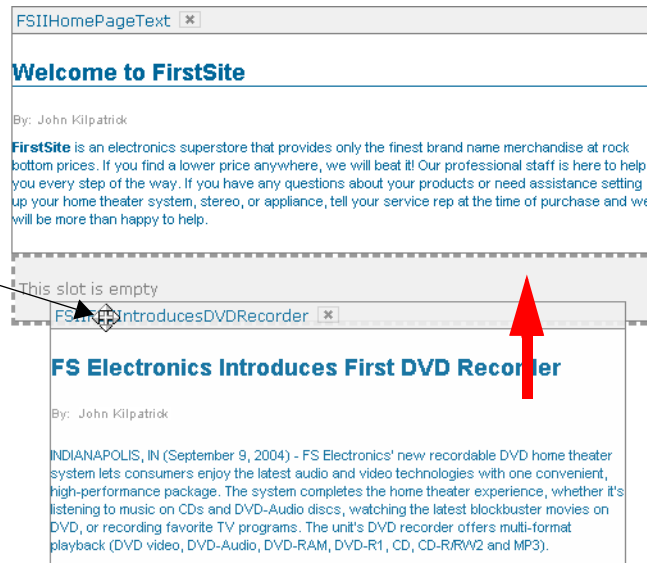 FSIIHomePageText
Welcome to FirstSite
By: John Kilpatrick
FirstSite is an electronics superstore that provides only the finest brand name merchandise at rock
bottom prices. If you find a lower price anywhere, we will beat it! Our professional staff is here to help
you every step of the way. If you have any questions about your products or need assistance setting
up your home theater system, stereo, or appliance, tell your service rep at the time of purchase and we
will be more than happy to help.
This slot is empty
FS Electronics Introduces First DVD Recorder
By: John Kilpatrick
INDIANAPOLIS, IN (September 9, 2004) - FS Electronics' new recordable DVD home theater
system lets consumers enjoy the latest audio and video technologies with one convenient,
high-performance package. The system completes the home theater experience, whether it's
listening to music on CDs and DVD-Audio discs, watching the latest blockbuster movies on
DVD, or recording favorite TV programs. The unit's DVD recorder offers multi-format
playback (DVD video, DVD-Audio, DVD-RAM, DVD-R1, CD, CD-R/RW2 and MP3).